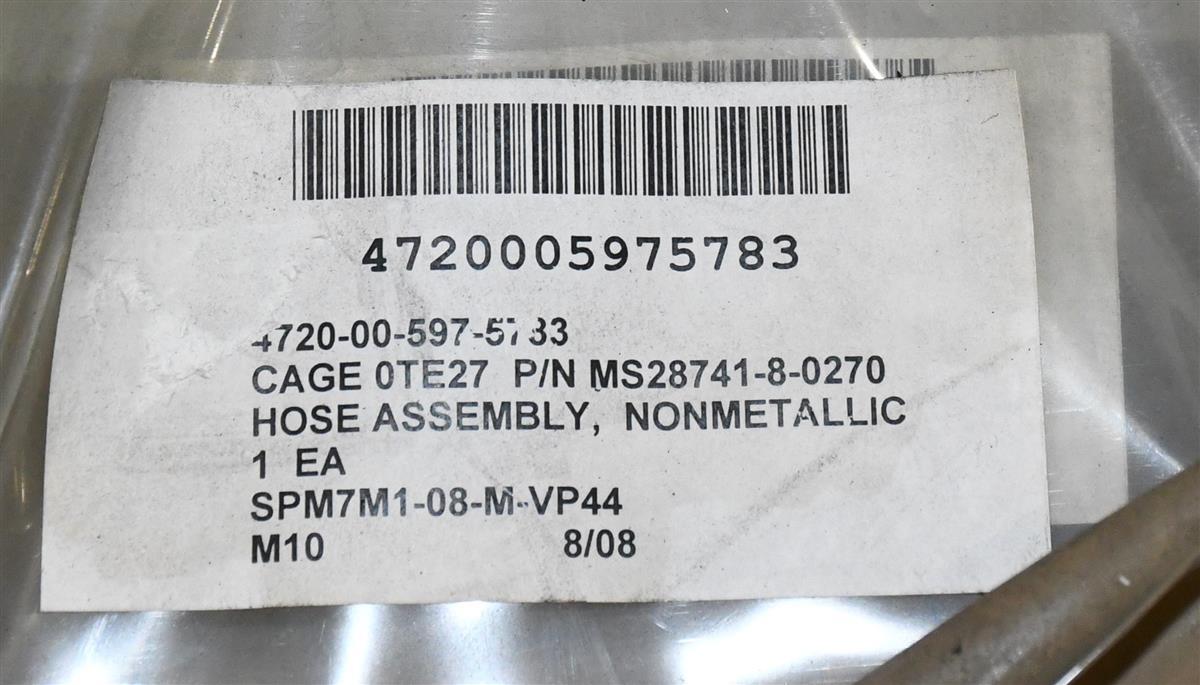 4720005975783
4720-00-597-5783
CAGE 0TE27 P/N MS28741-8-0270
HOSE ASSEMBLY, NONMETALLIC
1 EA
SPM7M1-08-M-VP44
M10 8/08